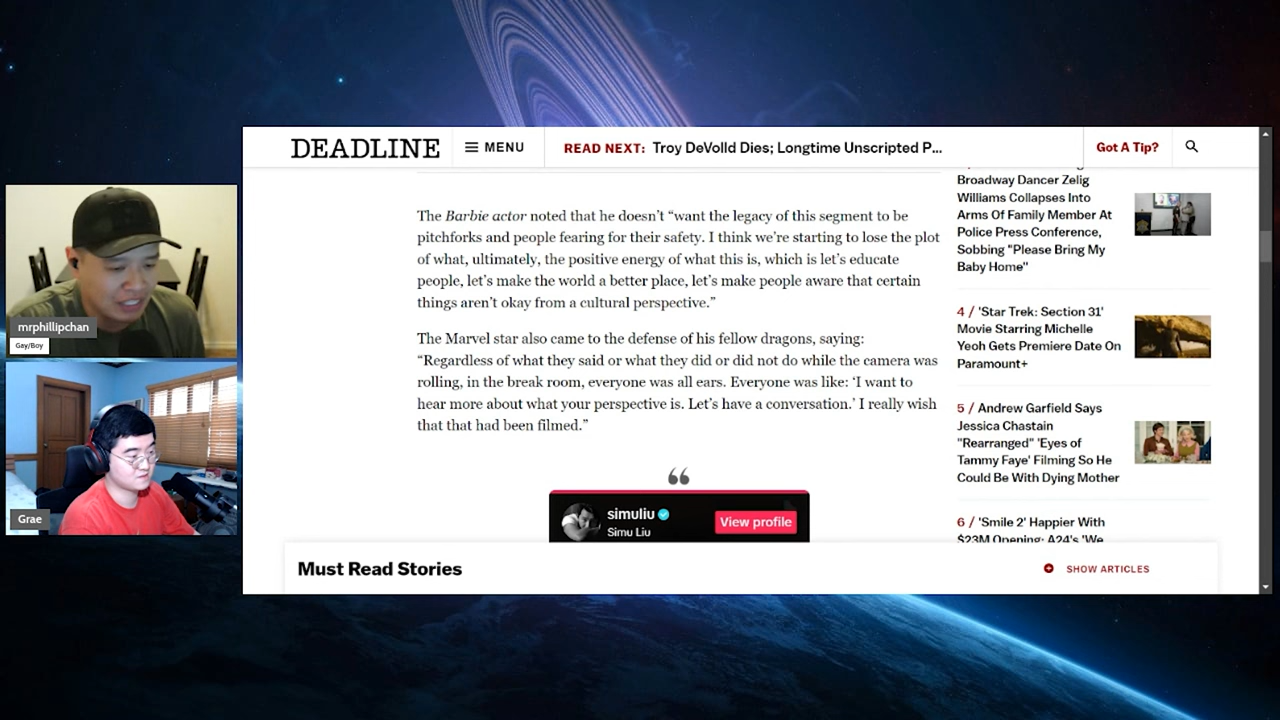 DEADLINE
MENU
READ NEXT: Troy DeVolld Dies; Longtime Unscripted P...
Got A Tip?
The Barbie actor noted that he doesn't “want the legacy of this segment to be
pitchforks and people fearing for their safety. I think we're starting to lose the plot
of what, ultimately, the positive energy of what this is, which is let's educate
people, let's make the world a better place, let's make people aware that certain
things aren't okay from a cultural perspective.”
The Marvel star also came to the defense of his fellow dragons, saying:
“Regardless of what they said or what they did or did not do while the camera was
rolling, in the break room, everyone was all ears. Everyone was like: ‘I want to
hear more about what your perspective is. Let's have a conversation.’ I really wish
that that had been filmed.”
“
simuliu
Simu Liu
View profile
Broadway Dancer Zelig
Williams Collapses Into
Arms Of Family Member At
Police Press Conference,
Sobbing "Please Bring My
Baby Home"
4 / 'Star Trek: Section 31'
Movie Starring Michelle
Yeoh Gets Premiere Date On
Paramount+
5 / Andrew Garfield Says
Jessica Chastain
"Rearranged" 'Eyes of
Tammy Faye' Filming So He
Could Be With Dying Mother
6 / 'Smile 2' Happier With
$23M Opening; A24's 'We
Must Read Stories
SHOW ARTICLES
mrphillipchan
Gay/Boy
Grae